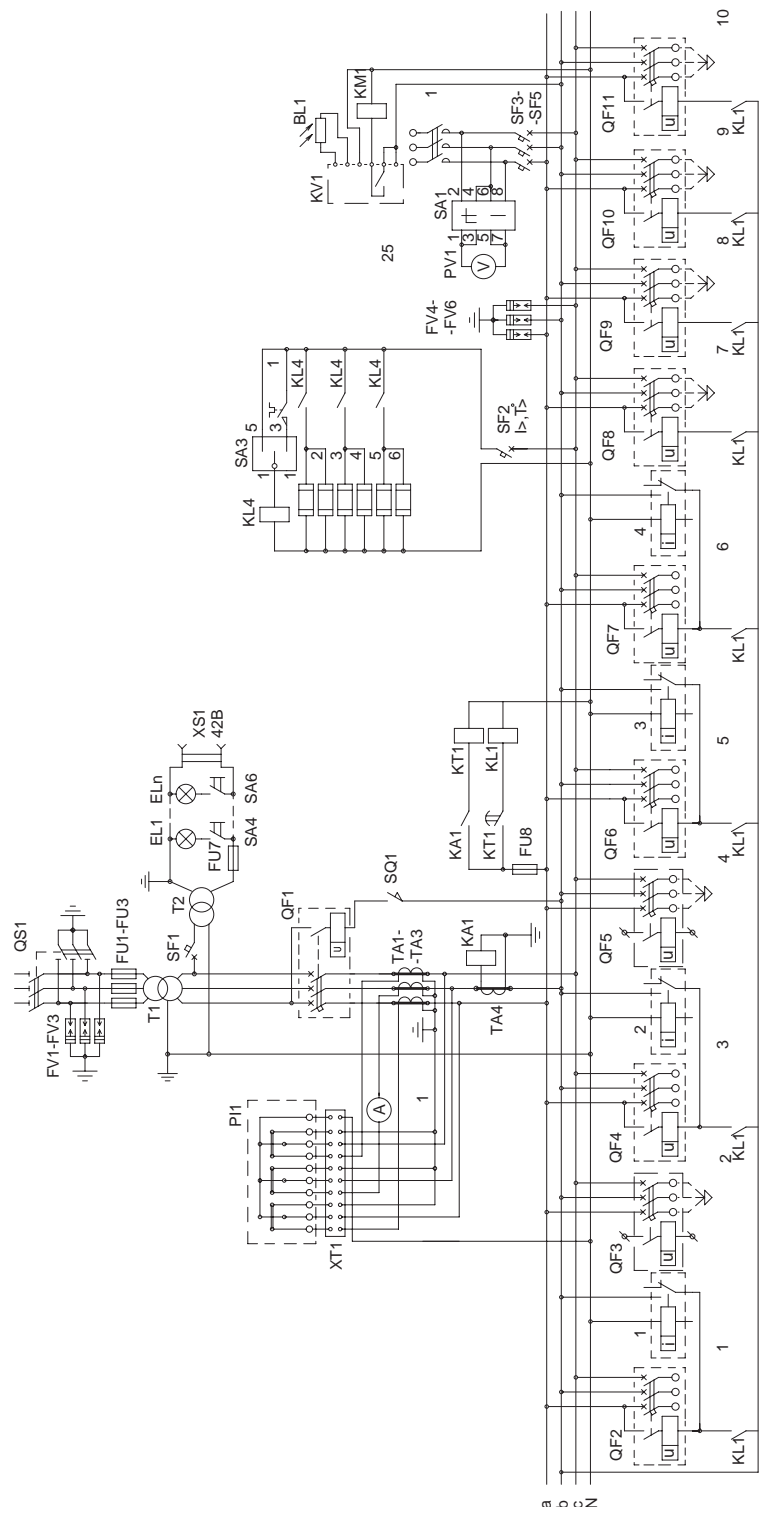 QS1
FV1-FV3
FU1-FU3
T1
SF1
T2
FU7
EL1
ELn
SA4
SA6
XS1
42В
PI1
XT1
A
1
QF1
u
SQ1
TA1-
-TA3
TA4
KA1
KA1
KT1
KT1
KL1
FU8
SA3
5
3
1
1
1
KL4
KL4
KL4
KL4
2
3
4
5
6
SF2
I>,T°>
FV4-
-FV6
25
PV1
V
SA1
1
3
5
7
2
4
6
8
KV1
BL1
KM1
1
SF3-
-SF5
a
b
c
N
QF2
u
KL1
1
i
1
QF3
u
QF4
u
2
KL1
2
i
3
QF5
u
QF6
u
4
KL1
3
i
5
QF7
u
KL1
4
i
6
QF8
u
KL1
7
QF9
u
KL1
8
QF10
u
KL1
9
QF11
u
KL1
10